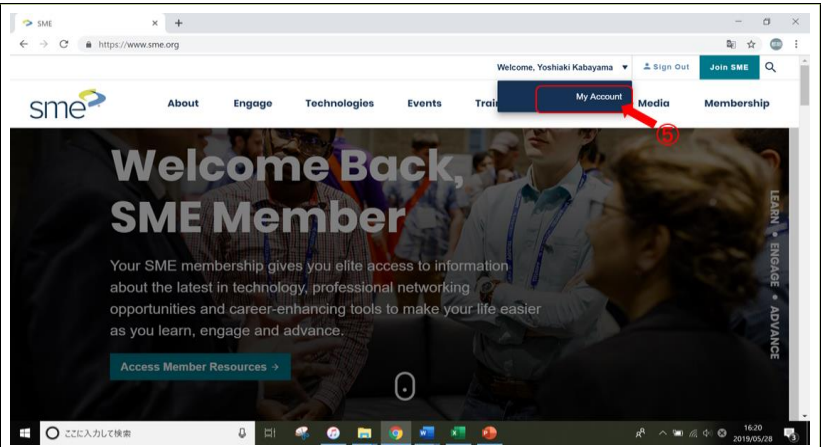 SME
https://www.sme.org
Welcome, Yoshiaki Kabayama ▼ Sign Out Join SME
My Account
⑤
sme
About Engage Technologies Events Media Membership
Welcome Back,
SME Member
Your SME membership gives you elite access to information
about the latest in technology, professional networking
opportunities and career-enhancing tools to make your life easier
as you learn, engage and advance.
Access Member Resources →
LEARN • ENGAGE • ADVANCE
ここに入力して検索
16:20
2019/05/28